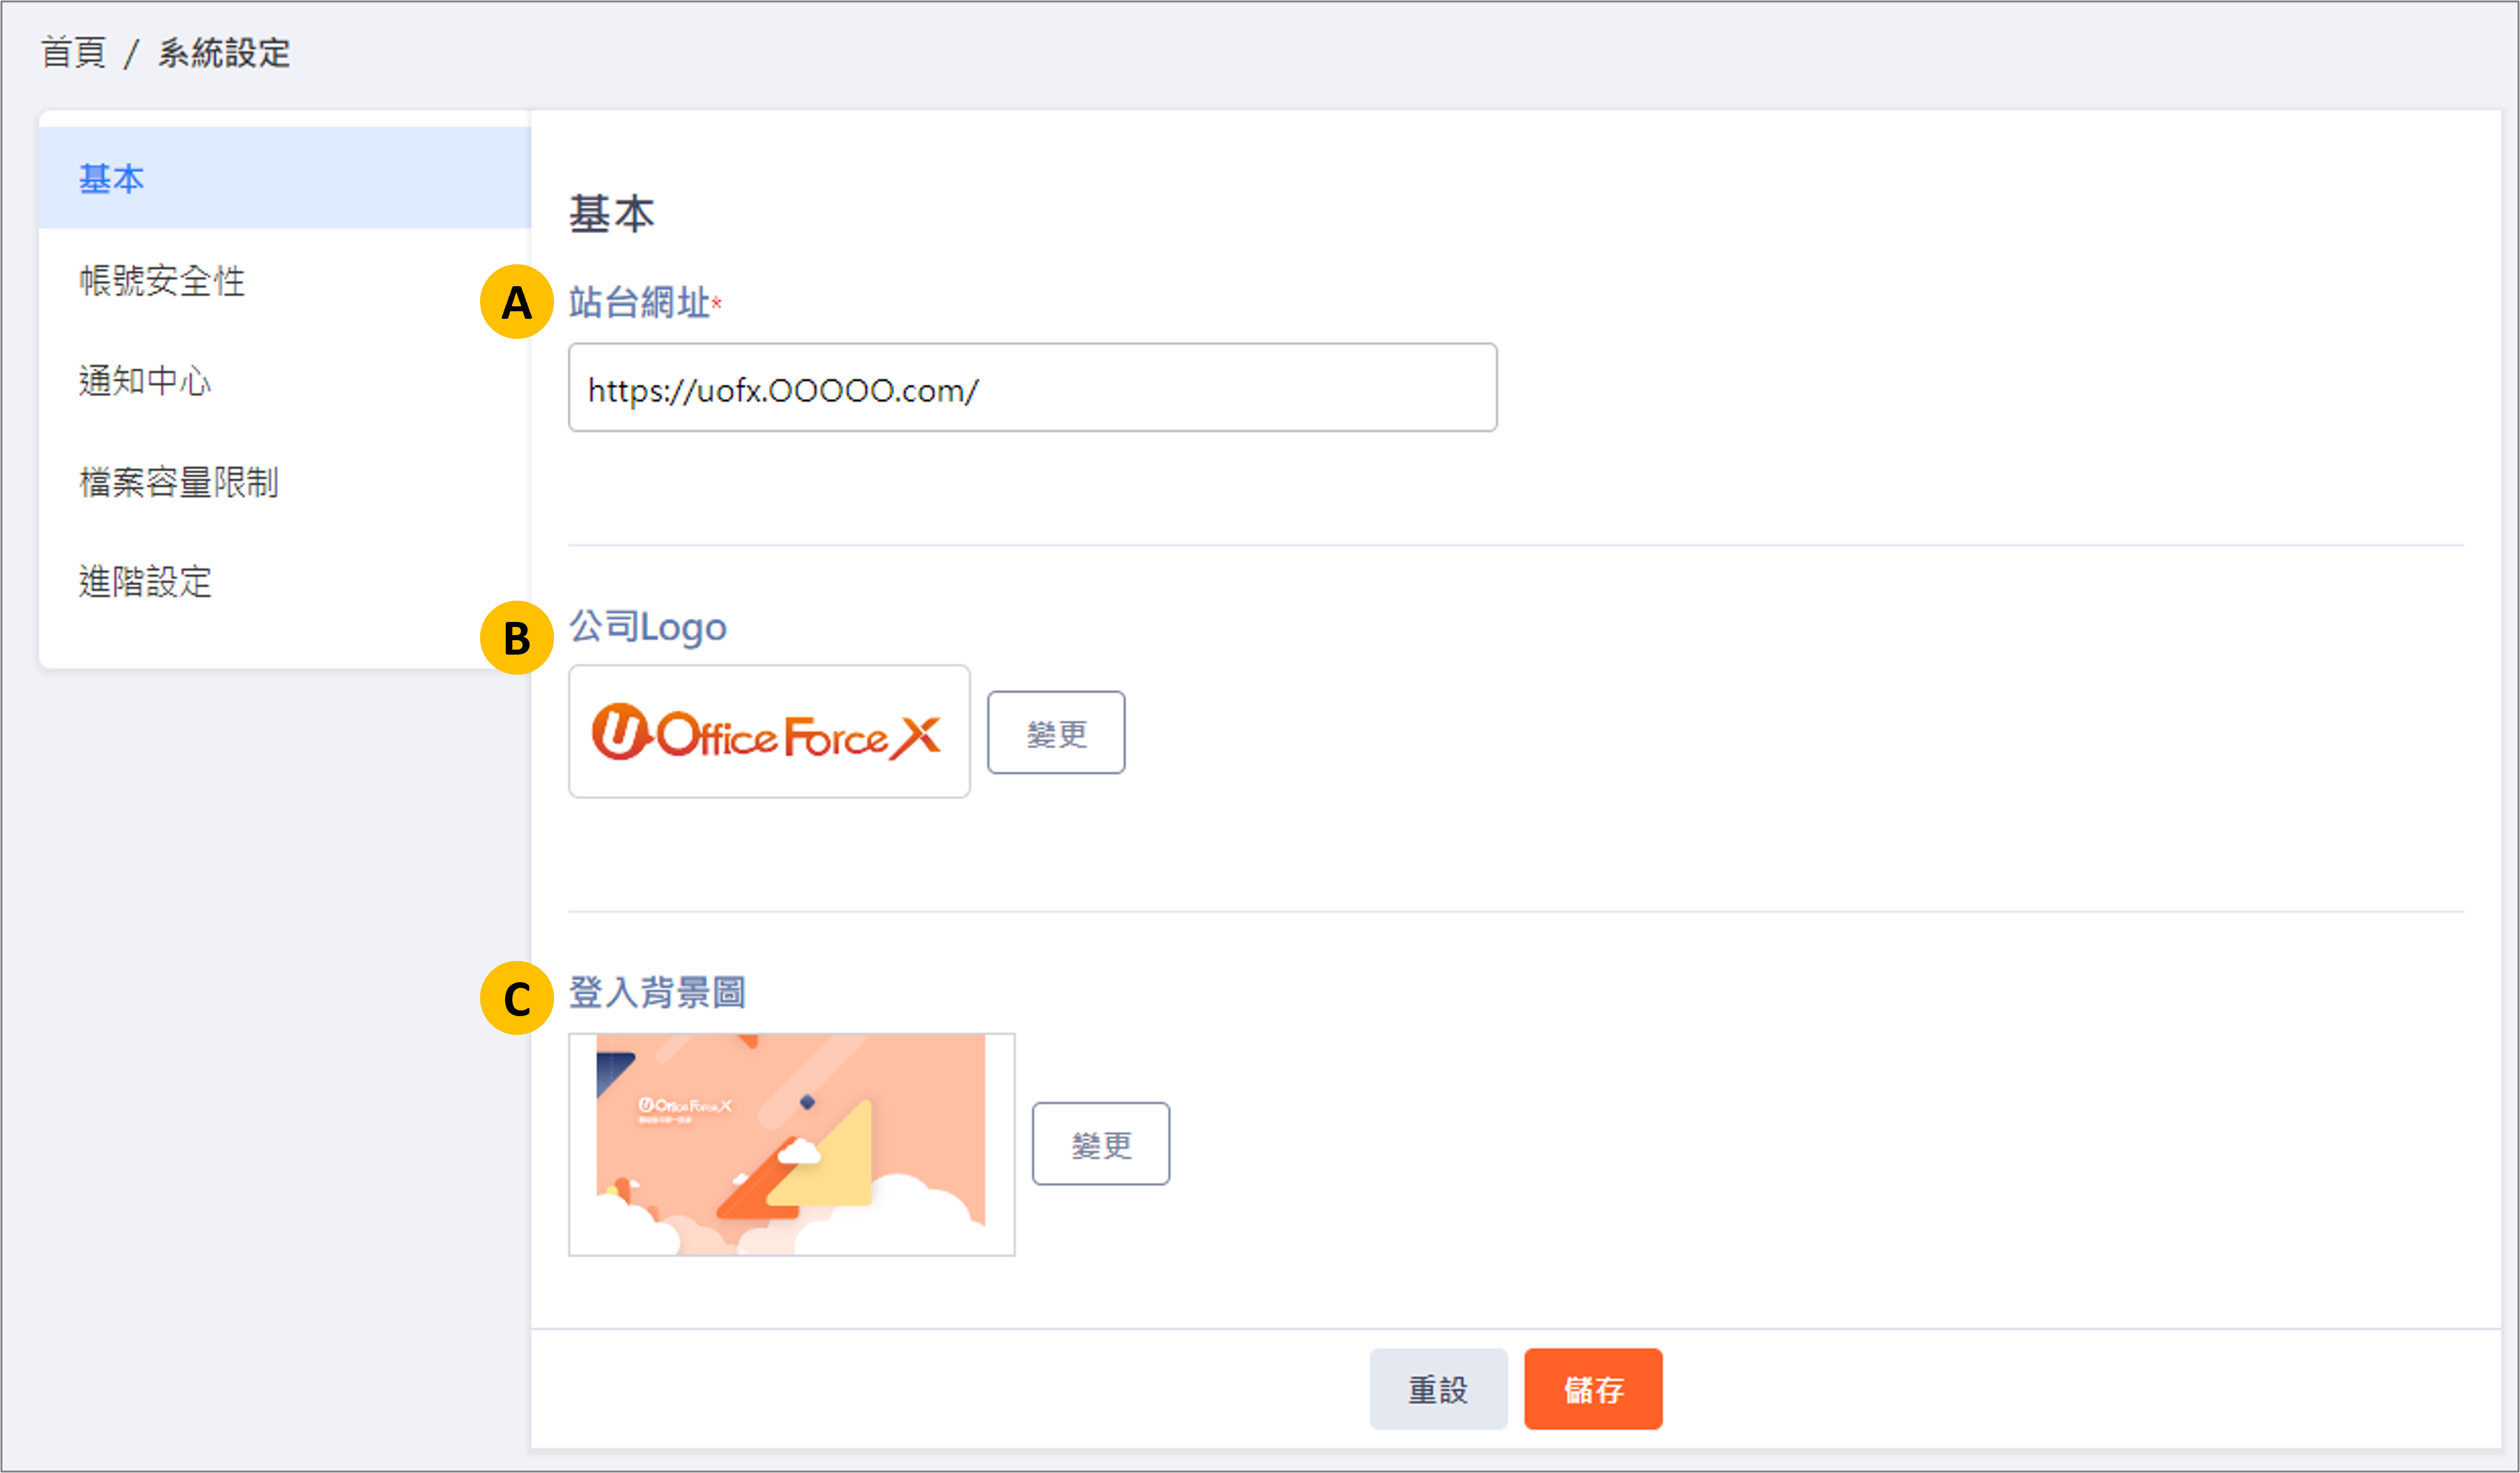 首頁 / 系統設定
基本
帳號安全性
通知中心
檔案容量限制
進階設定
基本
A 站台網址*
https://uofx.OOOOO.com/
B 公司Logo
U Office Force X
變更
C 登入背景圖
U Office Force X
變更
重設
儲存